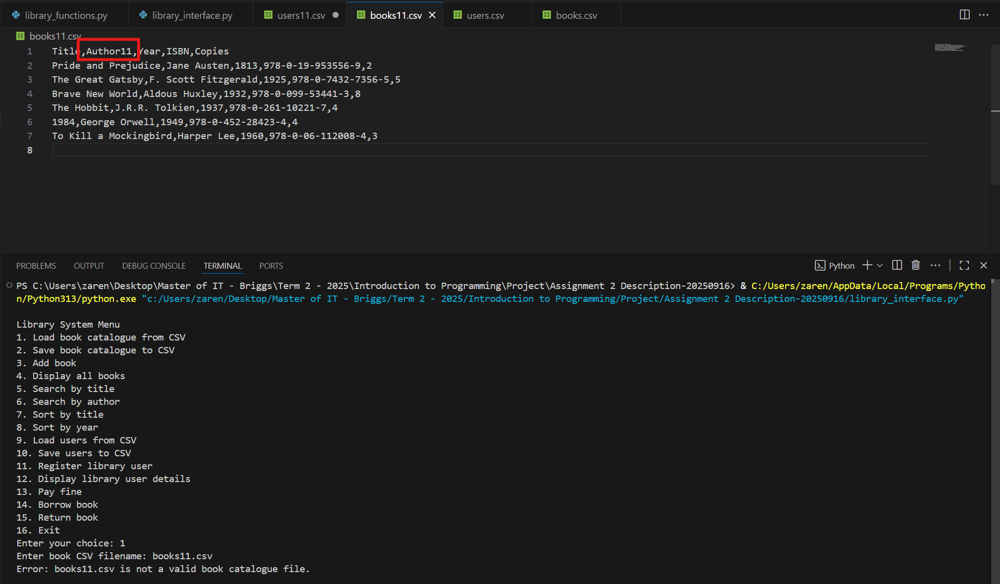 library_functions.py library_interface.py users11.csv books11.csv users.csv books.csv
books11.csv
1 Title,Author11,Year,ISBN,Copies
2 Pride and Prejudice,Jane Austen,1813,978-0-19-953556-9,2
3 The Great Gatsby,F. Scott Fitzgerald,1925,978-0-7432-7356-5,5
4 Brave New World,Aldous Huxley,1932,978-0-099-53441-3,8
5 The Hobbit,J.R.R. Tolkien,1937,978-0-261-10221-7,4
6 1984,George Orwell,1949,978-0-452-28423-4,4
7 To Kill a Mockingbird,Harper Lee,1960,978-0-06-112008-4,3
8
PROBLEMS OUTPUT DEBUG CONSOLE TERMINAL PORTS Python
PS C:\Users\zaren\Desktop\Master of IT - Briggs\Term 2 - 2025\Introduction to Programming\Project\Assignment 2 Description-20250916> & C:/Users/zaren/AppData/Local/Programs/Pytho
n/Python313/python.exe "c:/Users/zaren/Desktop/Master of IT - Briggs/Term 2 - 2025/Introduction to Programming/Project/Assignment 2 Description-20250916/library_interface.py"
Library System Menu
1. Load book catalogue from CSV
2. Save book catalogue to CSV
3. Add book
4. Display all books
5. Search by title
6. Search by author
7. Sort by title
8. Sort by year
9. Load users from CSV
10. Save users to CSV
11. Register library user
12. Display library user details
13. Pay fine
14. Borrow book
15. Return book
16. Exit
Enter your choice: 1
Enter book CSV filename: books11.csv
Error: books11.csv is not a valid book catalogue file.